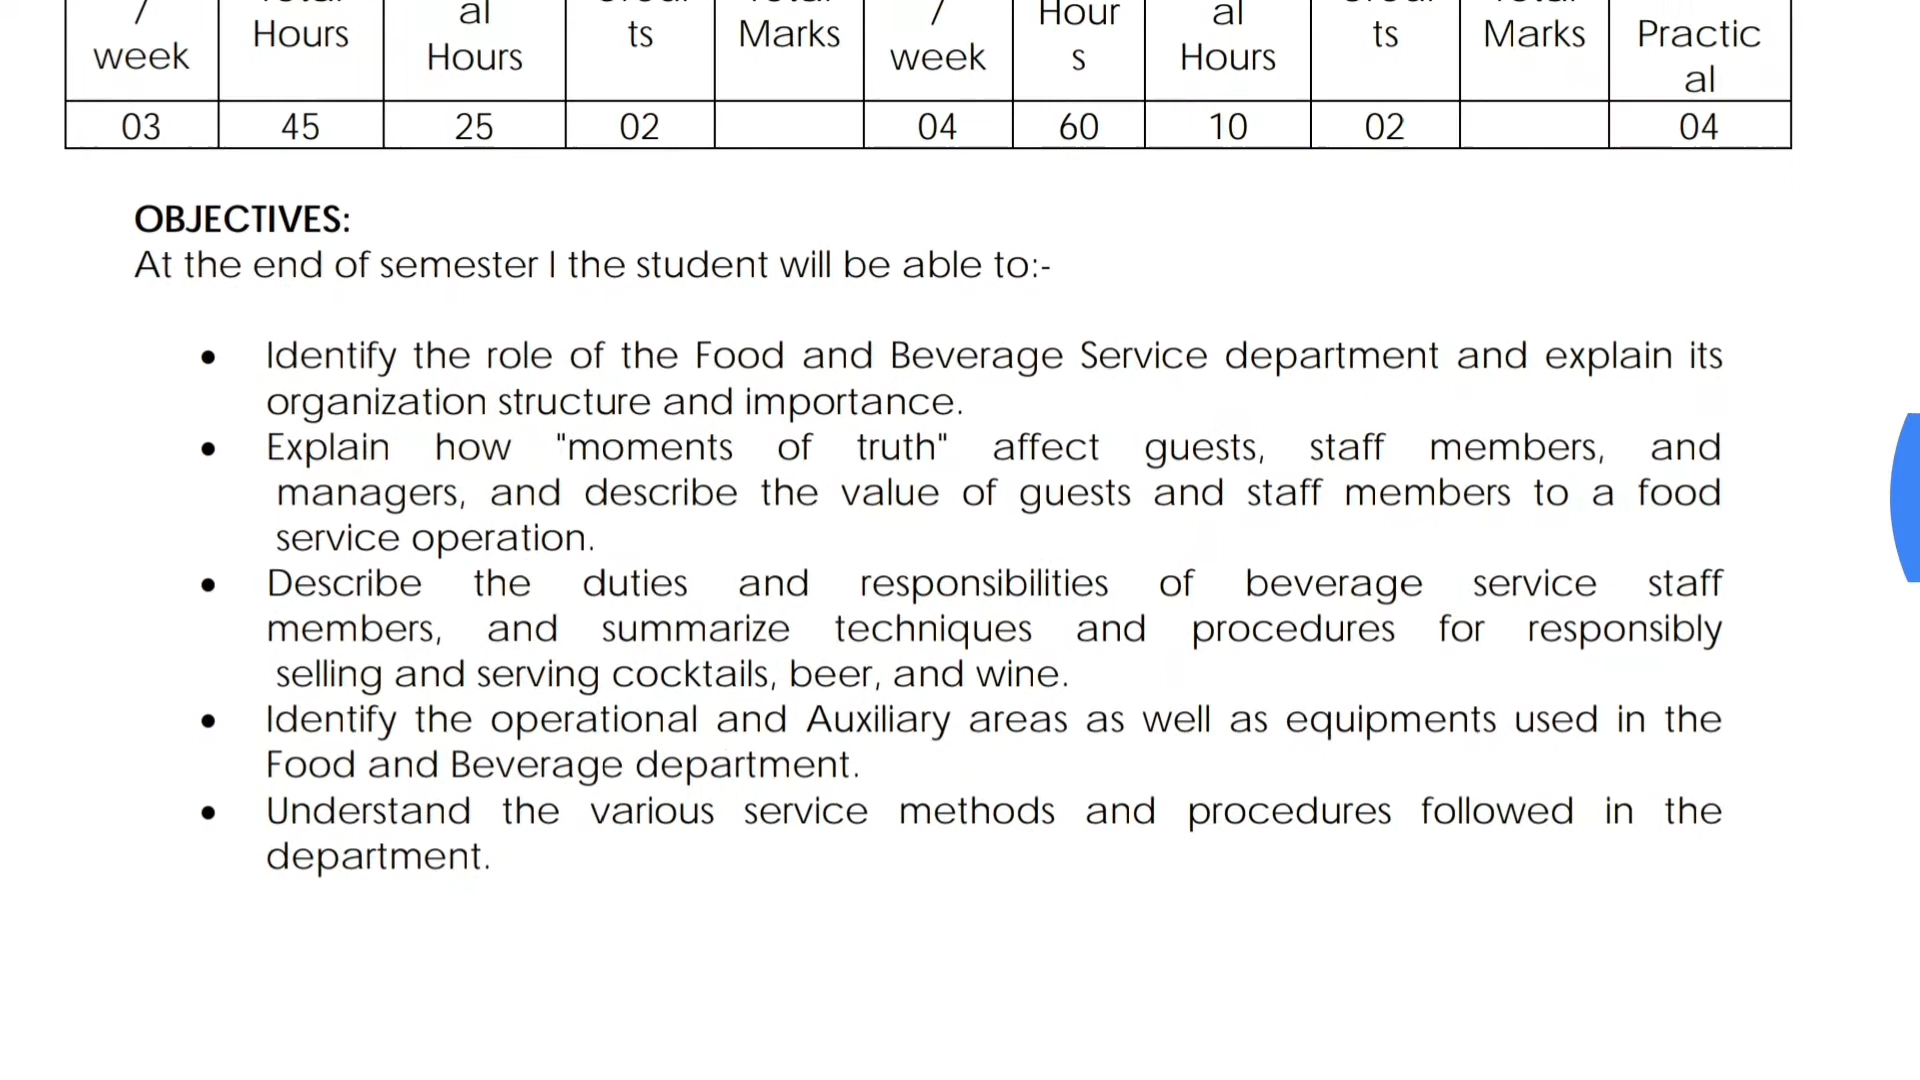 / week
Hours
al Hours
ts
Marks
/ week
Hour s
al Hours
ts
Marks
Practic al
03 45 25 02 04 60 10 02 04
OBJECTIVES:
At the end of semester I the student will be able to:-
• Identify the role of the Food and Beverage Service department and explain its
organization structure and importance.
• Explain how "moments of truth" affect guests, staff members, and
managers, and describe the value of guests and staff members to a food
service operation.
• Describe the duties and responsibilities of beverage service staff
members, and summarize techniques and procedures for responsibly
selling and serving cocktails, beer, and wine.
• Identify the operational and Auxiliary areas as well as equipments used in the
Food and Beverage department.
• Understand the various service methods and procedures followed in the
department.